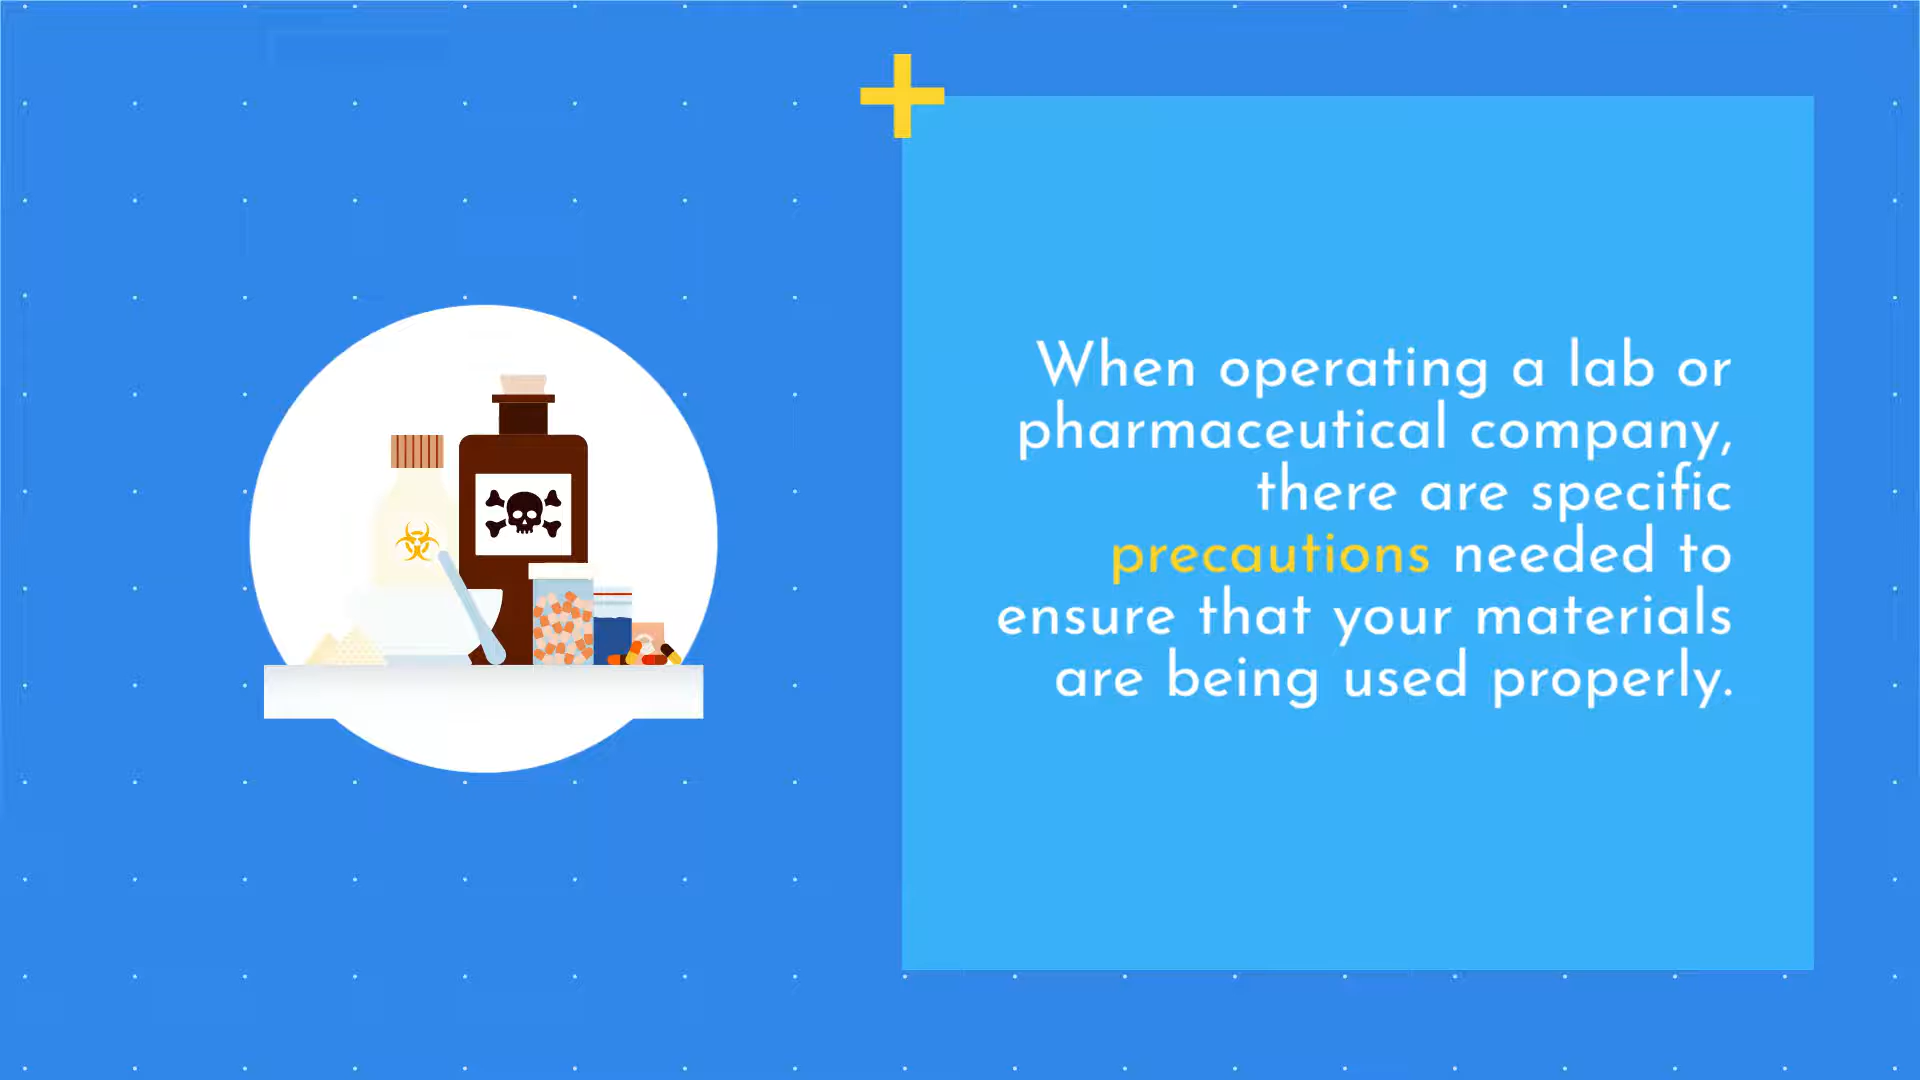 When operating a lab or
pharmaceutical company,
there are specific
precautions needed to
ensure that your materials
are being used properly.